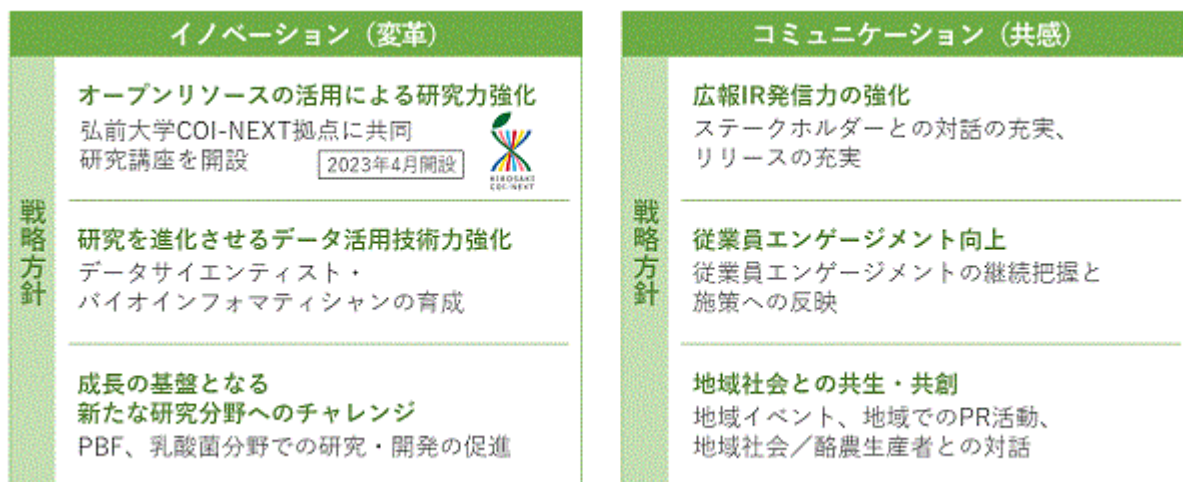 イノベーション（変革）
戦略方針
オープンリソースの活用による研究力強化
弘前大学COI-NEXT拠点に共同
研究講座を開設
2023年4月開設
HIROSAKI
COI-NEXT
研究を進化させるデータ活用技術力強化
データサイエンティスト・
バイオインフォマティシャンの育成
成長の基盤となる
新たな研究分野へのチャレンジ
PBF、乳酸菌分野での研究・開発の促進
コミュニケーション（共感）
戦略方針
広報IR発信力の強化
ステークホルダーとの対話の充実、
リリースの充実
従業員エンゲージメント向上
従業員エンゲージメントの継続把握と
施策への反映
地域社会との共生・共創
地域イベント、地域でのPR活動、
地域社会／酪農生産者との対話